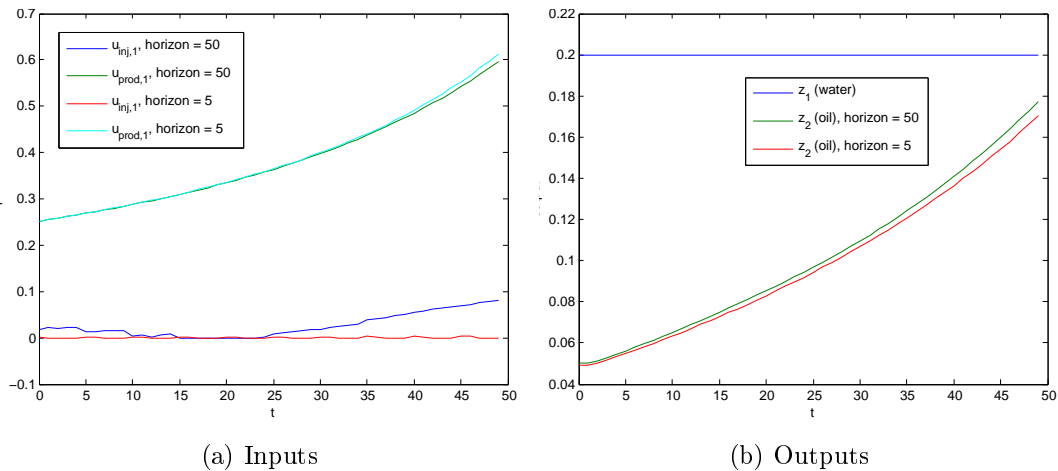 0.7
0.6
0.5
0.4
0.3
0.2
0.1
0
−0.1
0 5 10 15 20 25 30 35 40 45 50
t
u_inj,1, horizon = 50
u_prod,1, horizon = 50
u_inj,1, horizon = 5
u_prod,1, horizon = 5
(a) Inputs
0.22
0.2
0.18
0.16
0.14
0.12
0.1
0.08
0.06
0.04
0 5 10 15 20 25 30 35 40 45 50
t
z_1 (water)
z_2 (oil), horizon = 50
z_2 (oil), horizon = 5
(b) Outputs